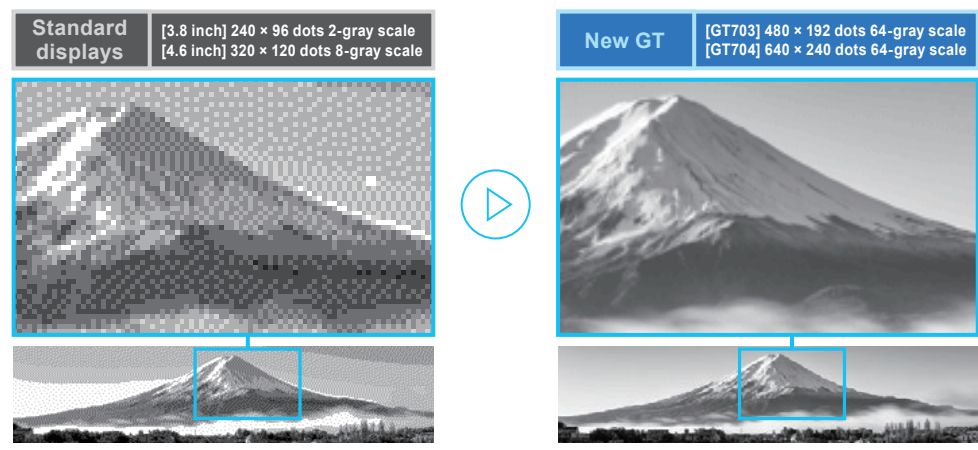 Standard
displays
[3.8 inch] 240 × 96 dots 2-gray scale
[4.6 inch] 320 × 120 dots 8-gray scale
New GT
[GT703] 480 × 192 dots 64-gray scale
[GT704] 640 × 240 dots 64-gray scale